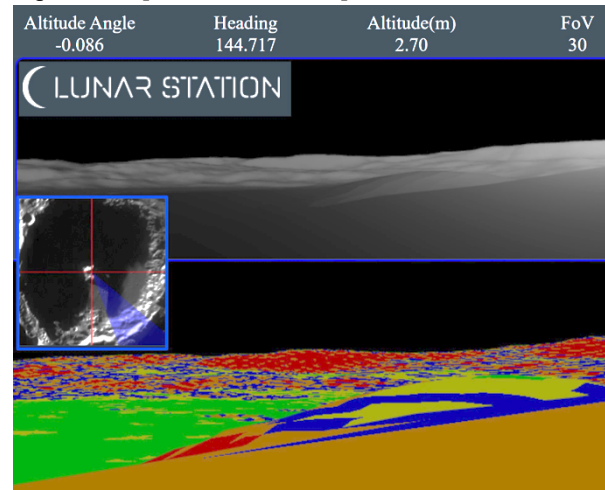 Altitude Angle Heading Altitude(m) FoV
-0.086 144.717 2.70 30
LUNAR STATION